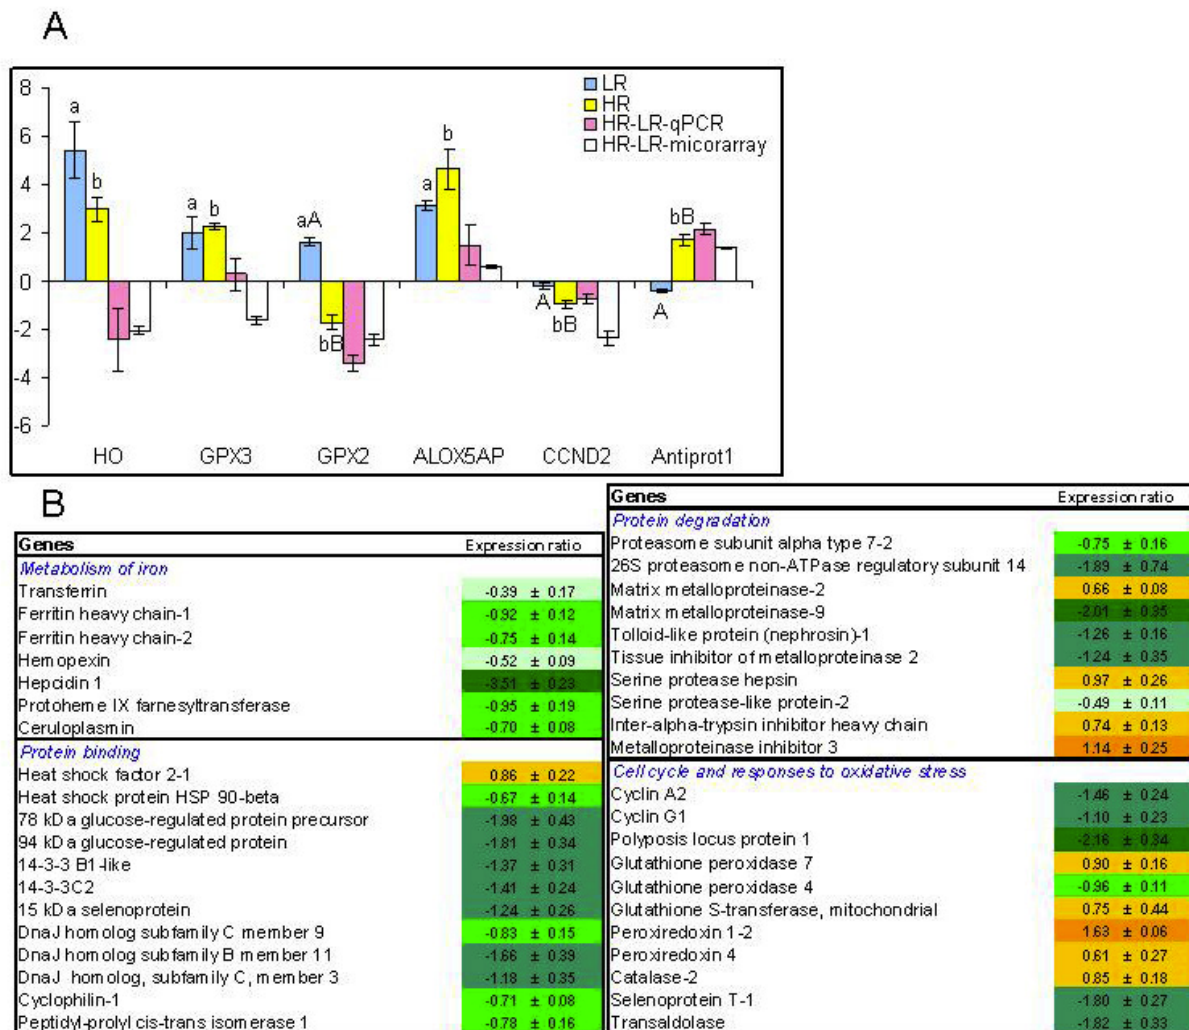 A
8
6
4
2
0
-2
-4
-6
LR
HR
HR-LR-qPCR
HR-LR-micorarray
a
b
a
b
aA
bB
a
b
A
bB
A
bB
HO GPX3 GPX2 ALOX5AP CCND2 Antiprot1
B
Genes Expression ratio
Metabolism of iron
Transferrin -0.39 ± 0.17
Ferritin heavy chain-1 -0.92 ± 0.12
Ferritin heavy chain-2 -0.75 ± 0.14
Hemopexin -0.52 ± 0.09
Hepcidin 1 -3.51 ± 0.23
Protoheme IX farnesyltransferase -0.95 ± 0.19
Ceruloplasmin -0.70 ± 0.08
Protein binding
Heat shock factor 2-1 0.86 ± 0.22
Heat shock protein HSP 90-beta -0.67 ± 0.14
78 kDa glucose-regulated protein precursor -1.98 ± 0.43
94 kDa glucose-regulated protein -1.81 ± 0.34
14-3-3 B1-like -1.37 ± 0.31
14-3-3C2 -1.41 ± 0.24
15 kDa selenoprotein -1.24 ± 0.26
DnaJ homolog subfamily C member 9 -0.83 ± 0.15
DnaJ homolog subfamily B member 11 -1.66 ± 0.39
DnaJ homolog, subfamily C, member 3 -1.18 ± 0.35
Cyclophilin-1 -0.71 ± 0.08
Peptidyl-prolyl cis-trans isomerase 1 -0.78 ± 0.16
Genes Expression ratio
Protein degradation
Proteasome subunit alpha type 7-2 -0.75 ± 0.16
26S proteasome non-ATPase regulatory subunit 14 -1.89 ± 0.74
Matrix metalloproteinase-2 0.66 ± 0.08
Matrix metalloproteinase-9 -2.01 ± 0.35
Tolloid-like protein (nephrosin)-1 -1.26 ± 0.16
Tissue inhibitor of metalloproteinase 2 -1.24 ± 0.35
Serine protease hepsin 0.97 ± 0.26
Serine protease-like protein-2 -0.49 ± 0.11
Inter-alpha-trypsin inhibitor heavy chain 0.74 ± 0.13
Metalloproteinase inhibitor 3 1.14 ± 0.25
Cell cycle and responses to oxidative stress
Cyclin A2 -1.46 ± 0.24
Cyclin G1 -1.10 ± 0.23
Polyposis locus protein 1 -2.16 ± 0.34
Glutathione peroxidase 7 0.90 ± 0.16
Glutathione peroxidase 4 -0.96 ± 0.11
Glutathione S-transferase, mitochondrial 0.75 ± 0.44
Peroxiredoxin 1-2 1.63 ± 0.06
Peroxiredoxin 4 0.61 ± 0.27
Catalase-2 0.85 ± 0.18
Selenoprotein T-1 -1.80 ± 0.27
Transaldolase -1.82 ± 0.33